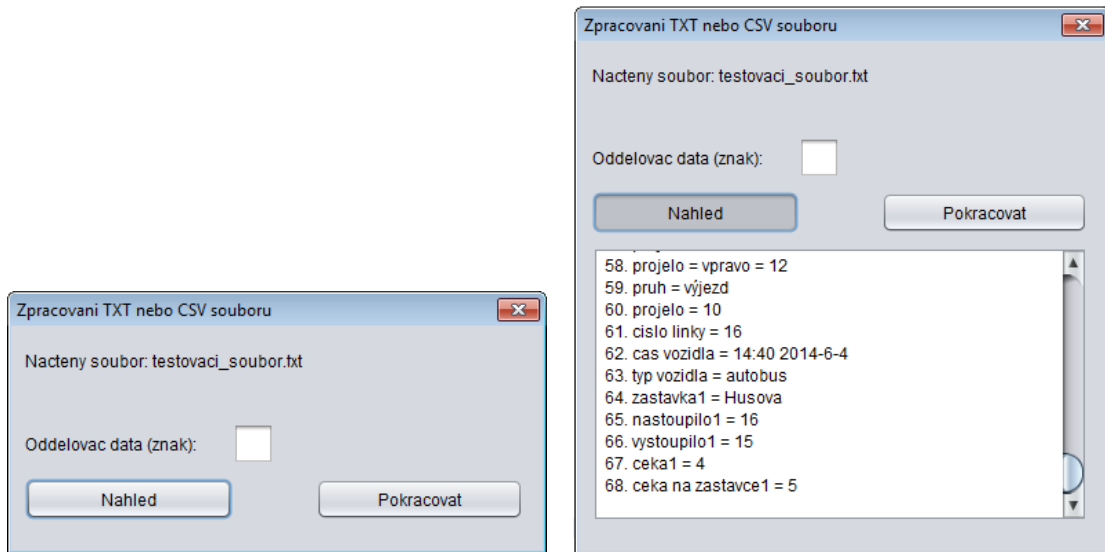 Zpracovani TXT nebo CSV souboru
Nacteny soubor: testovaci_soubor.txt
Oddelovac data (znak):
Nahled
Pokracovat
Zpracovani TXT nebo CSV souboru
Nacteny soubor: testovaci_soubor.txt
Oddelovac data (znak):
Nahled
Pokracovat
58. projelo = vpravo = 12
59. pruh = výjezd
60. projelo = 10
61. cislo linky = 16
62. cas vozidla = 14:40 2014-6-4
63. typ vozidla = autobus
64. zastavka1 = Husova
65. nastoupilo1 = 16
66. vystoupilo1 = 15
67. ceka1 = 4
68. ceka na zastavce1 = 5